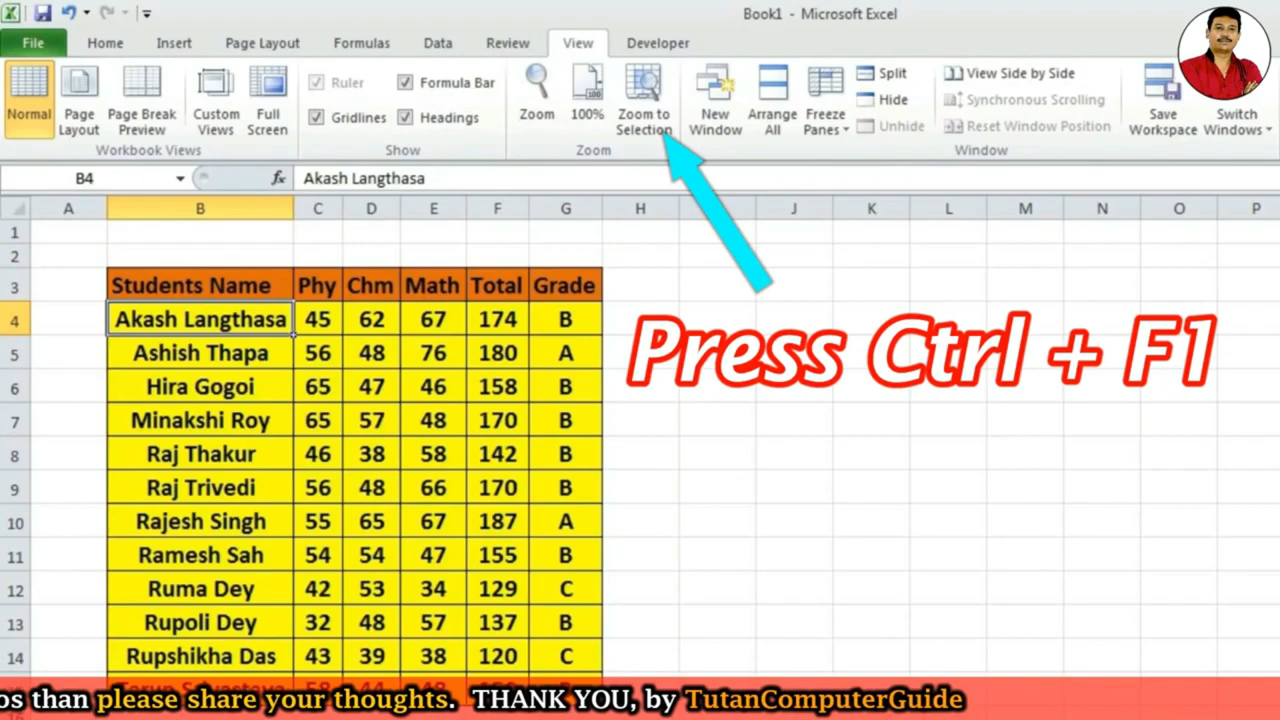 Book1 - Microsoft Excel
File Home Insert Page Layout Formulas Data Review View Developer
Normal
Page Layout
Page Break Preview
Custom Views
Full Screen
Workbook Views
Ruler
Formula Bar
Gridlines
Headings
Show
Zoom
100%
Zoom to Selection
Zoom
New Window
Arrange All
Freeze Panes
Split
Hide
Unhide
View Side by Side
Synchronous Scrolling
Reset Window Position
Window
Save Workspace
Switch Windows
B4 fx Akash Langthasa
A B C D E F G H J K L M N O P
1
2
3 Students Name Phy Chm Math Total Grade
4 Akash Langthasa 45 62 67 174 B
5 Ashish Thapa 56 48 76 180 A
6 Hira Gogoi 65 47 46 158 B
7 Minakshi Roy 65 57 48 170 B
8 Raj Thakur 46 38 58 142 B
9 Raj Trivedi 56 48 66 170 B
10 Rajesh Singh 55 65 67 187 A
11 Ramesh Sah 54 54 47 155 B
12 Ruma Dey 42 53 34 129 C
13 Rupoli Dey 32 48 57 137 B
14 Rupshikha Das 43 39 38 120 C
Press Ctrl + F1
os than please share your thoughts. THANK YOU, by TutanComputerGuide